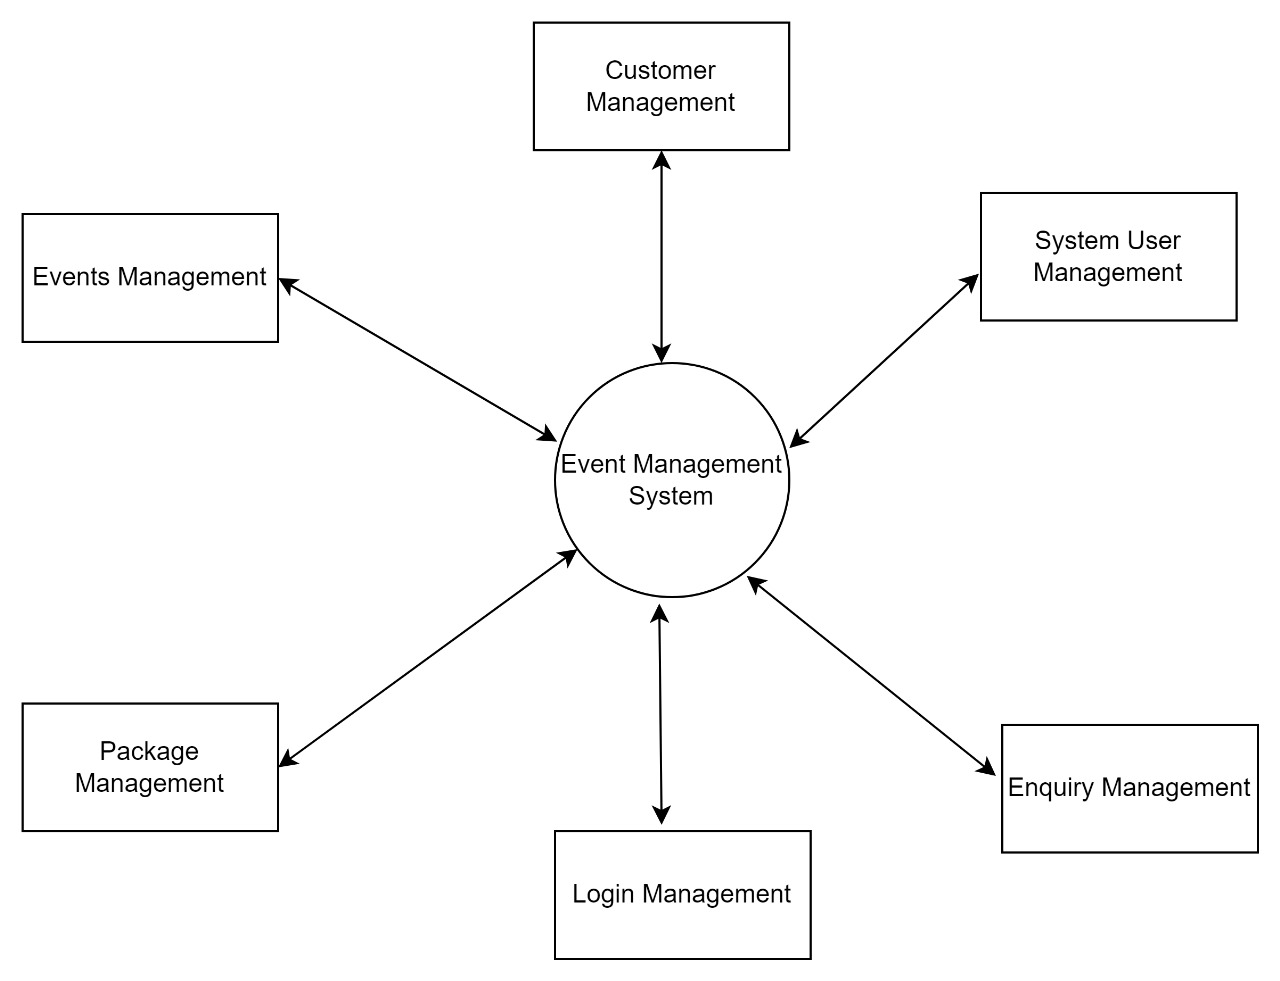 Customer
Management
System User
Management
Events Management
Event Management
System
Package
Management
Enquiry Management
Login Management